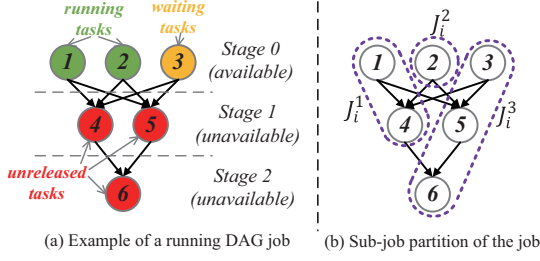 running
tasks
waiting
tasks
1
2
3
Stage 0
(available)
4
5
Stage 1
(unavailable)
unreleased
tasks
6
Stage 2
(unavailable)
(a) Example of a running DAG job
J_i^2
1
2
3
J_i^1
4
5
J_i^3
6
(b) Sub-job partition of the job